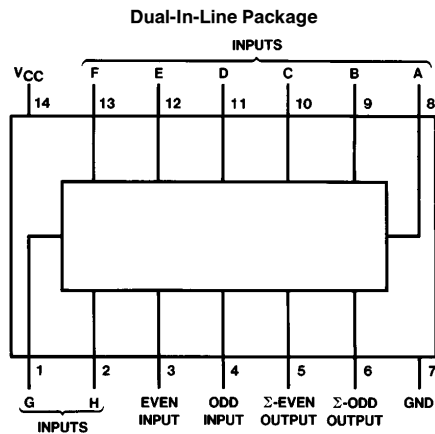 Dual-In-Line Package
INPUTS
VCC F E D C B A
14 13 12 11 10 9 8
1 2 3 4 5 6 7
G H EVEN INPUT ODD INPUT Σ-EVEN OUTPUT Σ-ODD OUTPUT GND
INPUTS